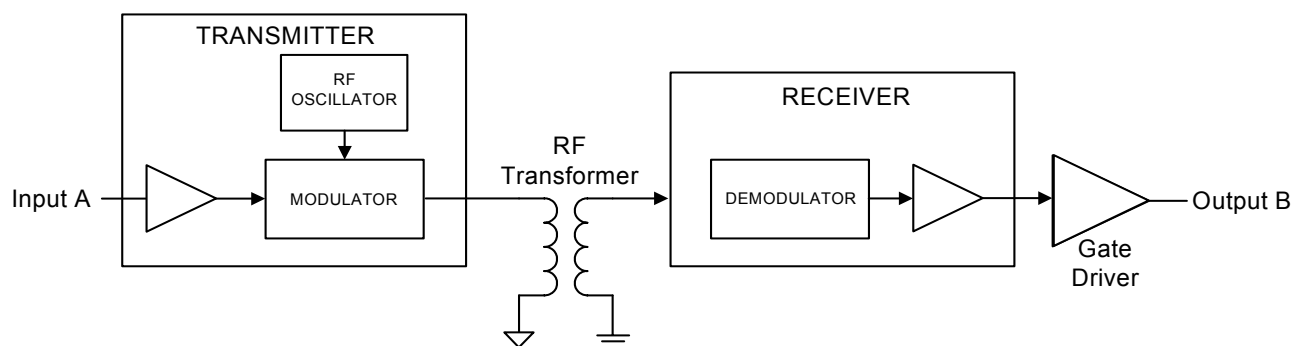 TRANSMITTER
RF
OSCILLATOR
Input A
MODULATOR
RF
Transformer
RECEIVER
DEMODULATOR
Gate
Driver
Output B